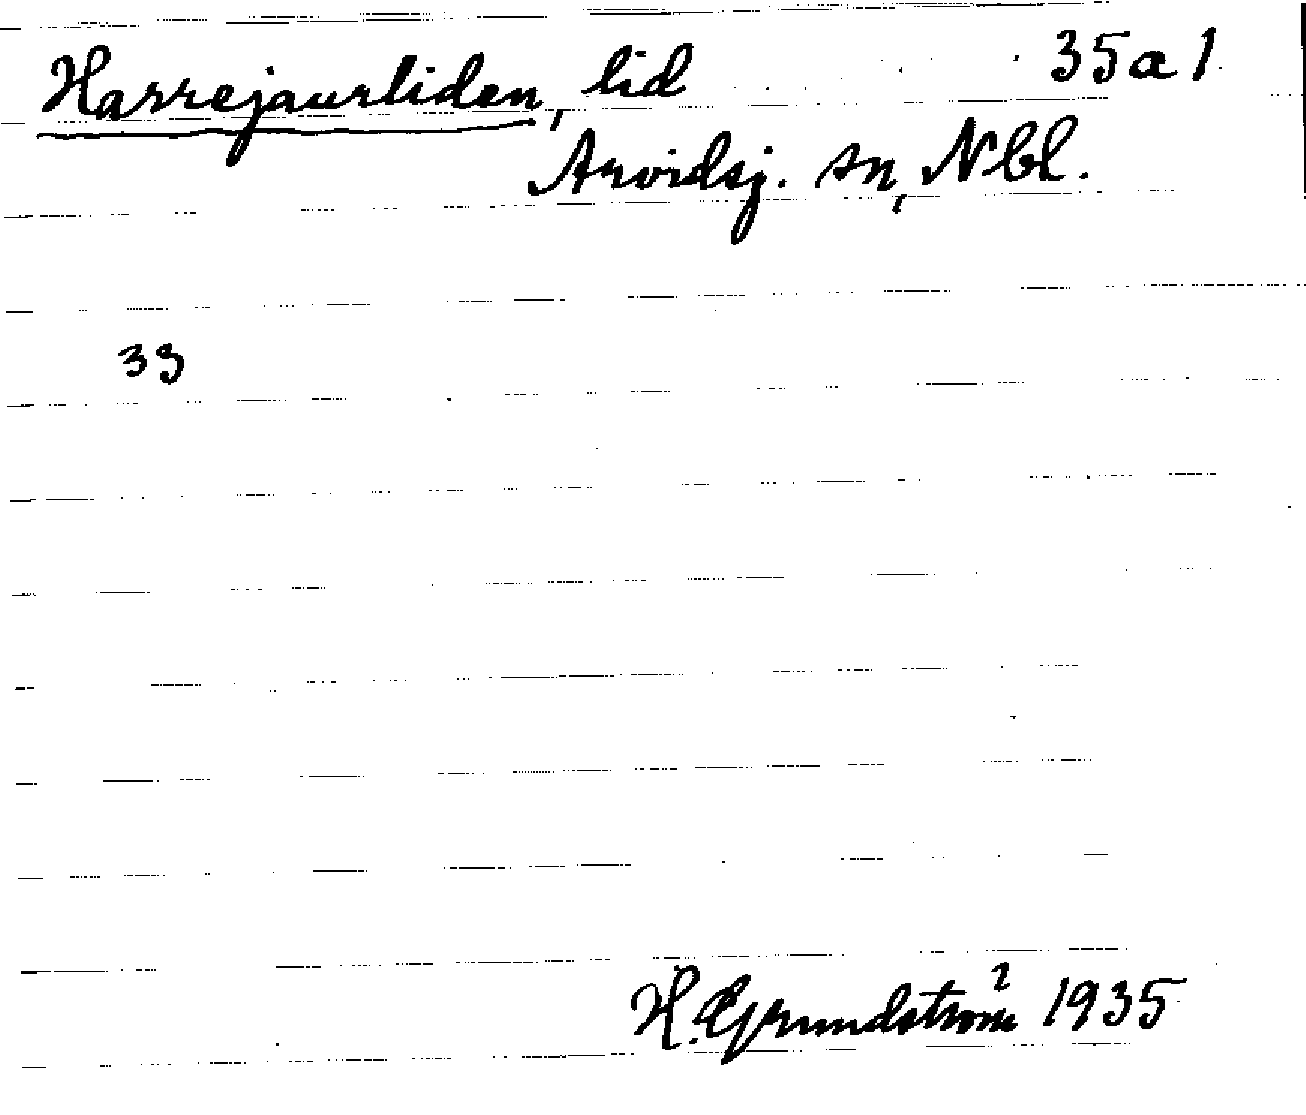 Harrejaurliden, lid 35a1
Arvidsj. sn, Nbl.
33
H. Grundström 1935